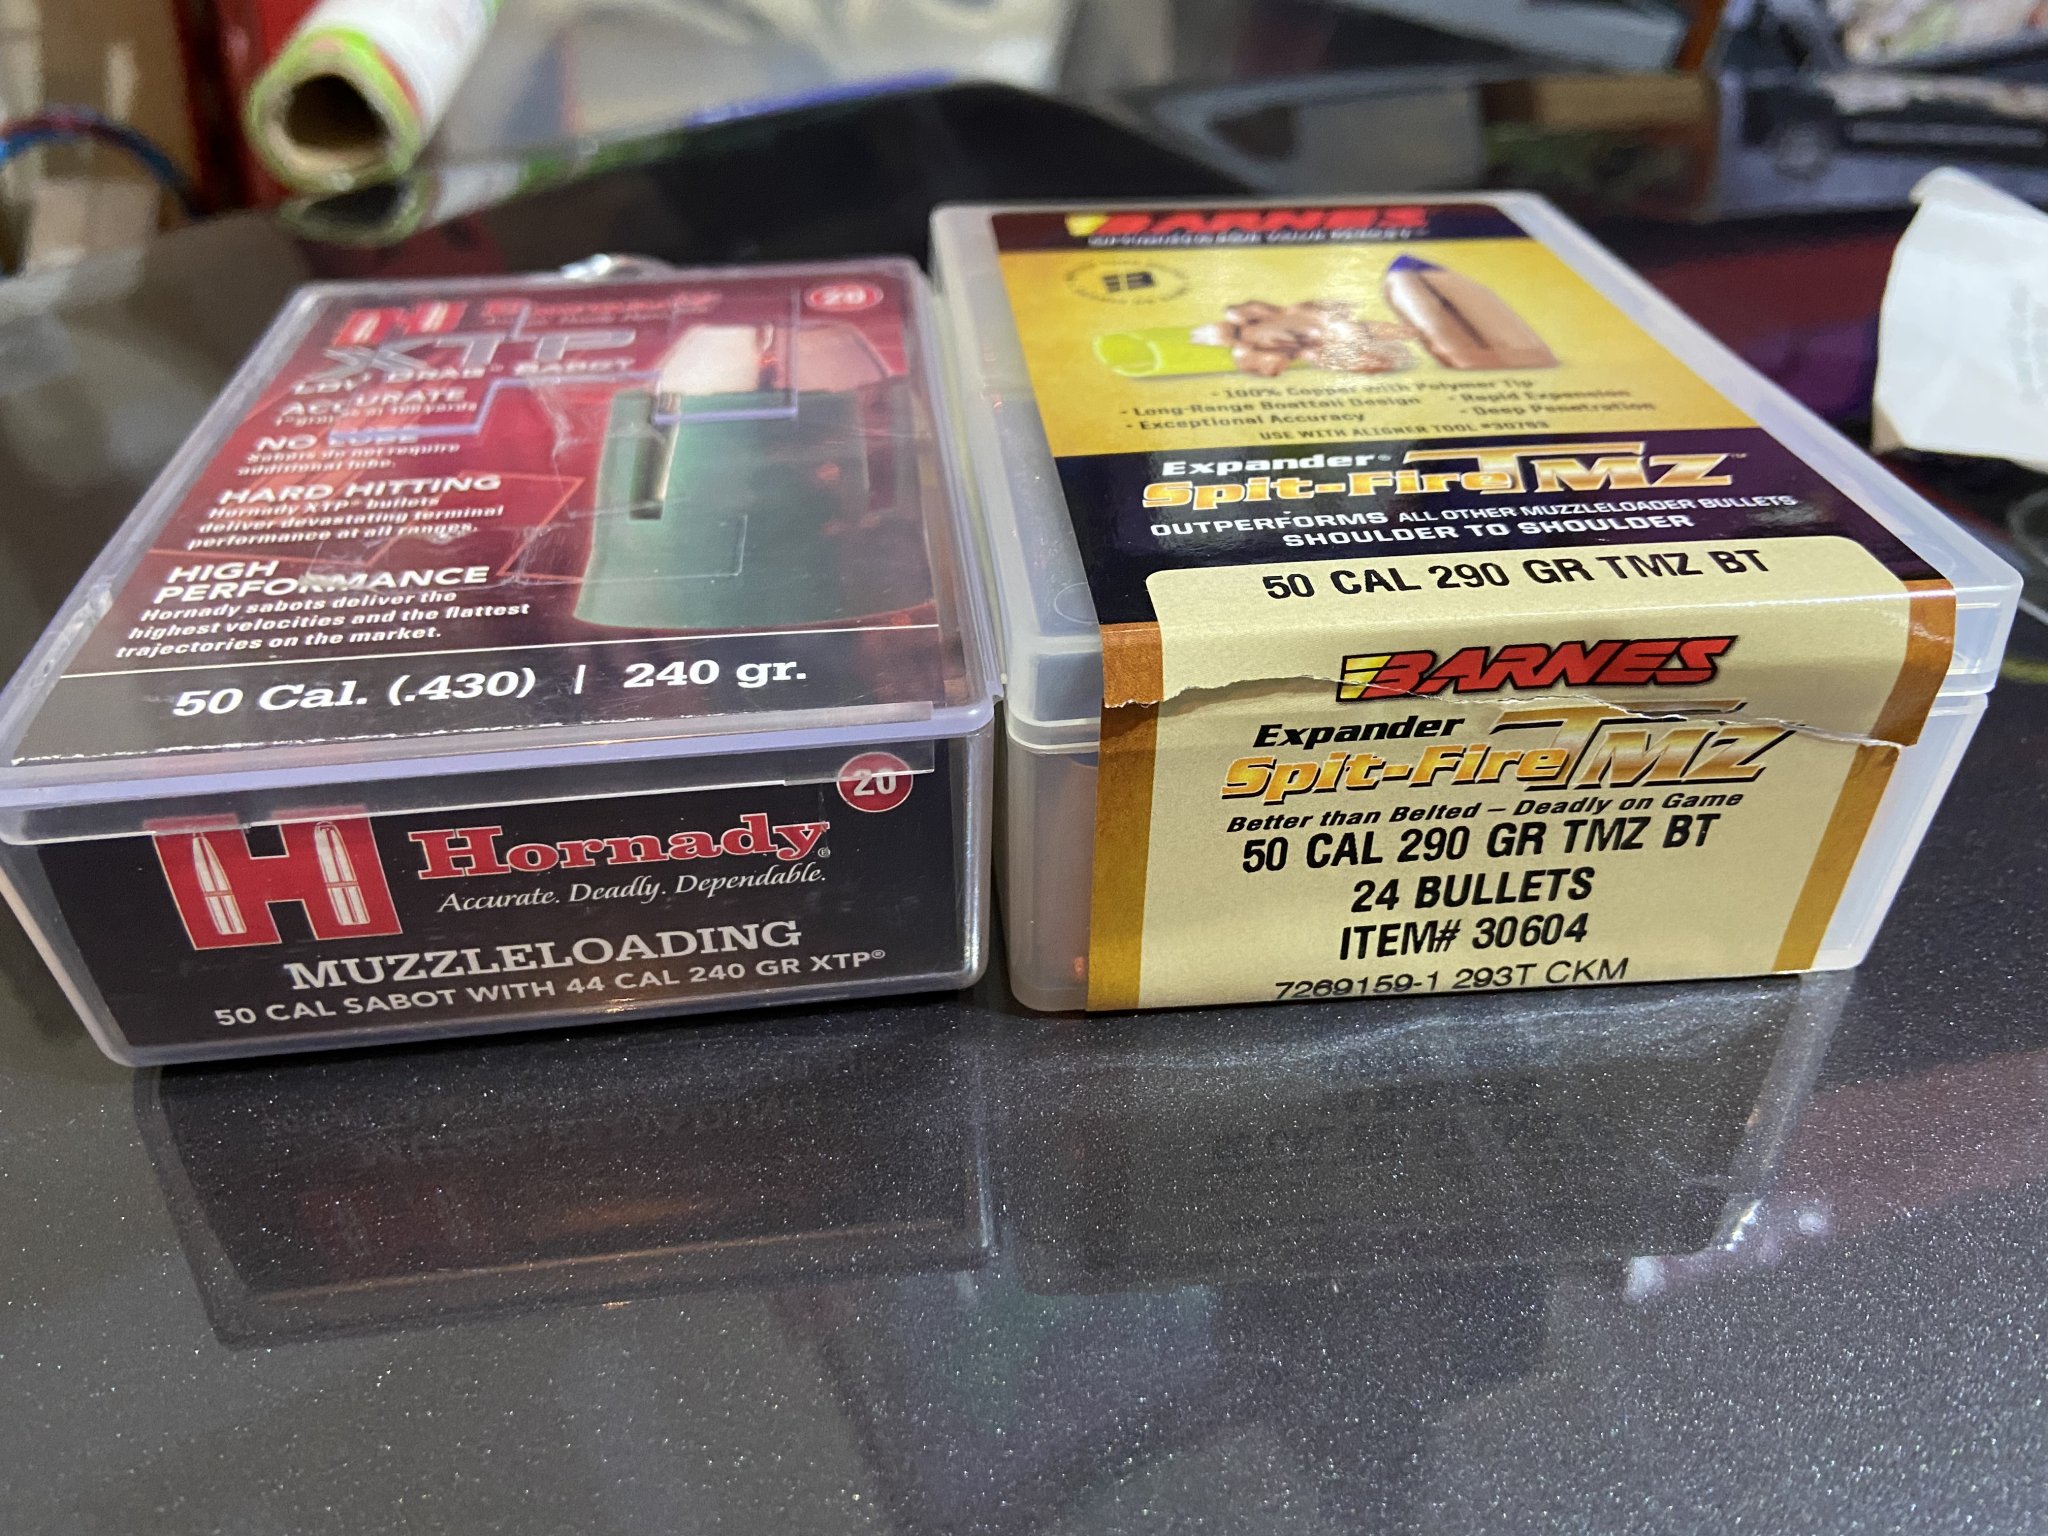 Hornady
20
XTP
LOW DRAG™ SABOT
ACCURATE
at 100 yards
NO LUBE
Sabots do not require
additional lube.
HARD HITTING
Hornady XTP® bullets
deliver devastating terminal
performance at all ranges.
HIGH
PERFORMANCE
Hornady sabots deliver the
highest velocities and the flattest
trajectories on the market.
50 Cal. (.430) | 240 gr.
20
H Hornady®
Accurate. Deadly. Dependable.
MUZZLELOADING
50 CAL SABOT WITH 44 CAL 240 GR XTP®
BARNES
• 100% Copper with Polymer Tip
• Long-Range Boattail Design • Rapid Expansion
• Exceptional Accuracy • Deep Penetration
USE WITH ALIGNER TOOL #30793
Expander®
Spit-Fire TMZ™
OUTPERFORMS ALL OTHER MUZZLELOADER BULLETS
SHOULDER TO SHOULDER
50 CAL 290 GR TMZ BT
BARNES
Expander
Spit-Fire TMZ
Better than Belted – Deadly on Game
50 CAL 290 GR TMZ BT
24 BULLETS
ITEM# 30604
7269159-1 293T CKM